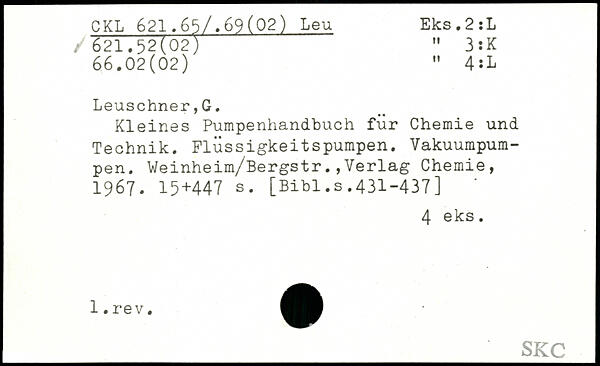 CKL 621.65/.69(02) Leu Eks.2:L
621.52(02) " 3:K
66.02(02) " 4:L
Leuschner,G.
Kleines Pumpenhandbuch für Chemie und
Technik. Flüssigkeitspumpen. Vakuumpum-
pen. Weinheim/Bergstr.,Verlag Chemie,
1967. 15+447 s. [Bibl.s.431-437]
4 eks.
1.rev.
SKC